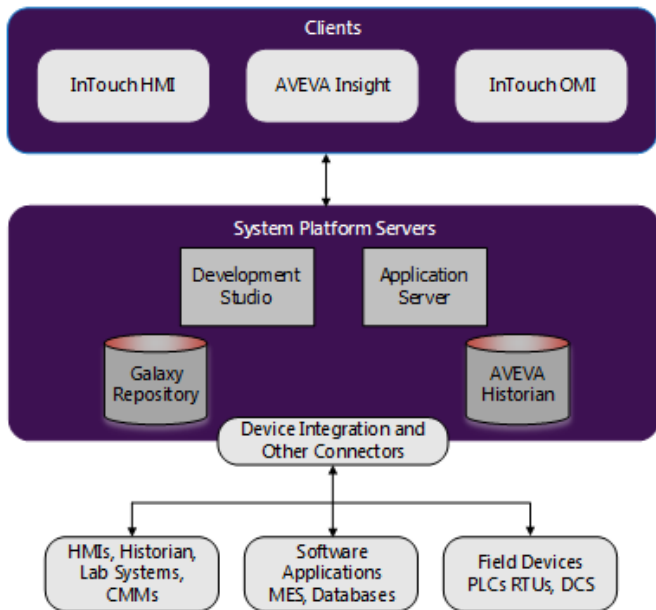 Clients
InTouch HMI
AVEVA Insight
InTouch OMI
System Platform Servers
Development
Studio
Application
Server
Galaxy
Repository
AVEVA
Historian
Device Integration and
Other Connectors
HMIs, Historian,
Lab Systems,
CMMs
Software
Applications
MES, Databases
Field Devices
PLCs RTUs, DCS